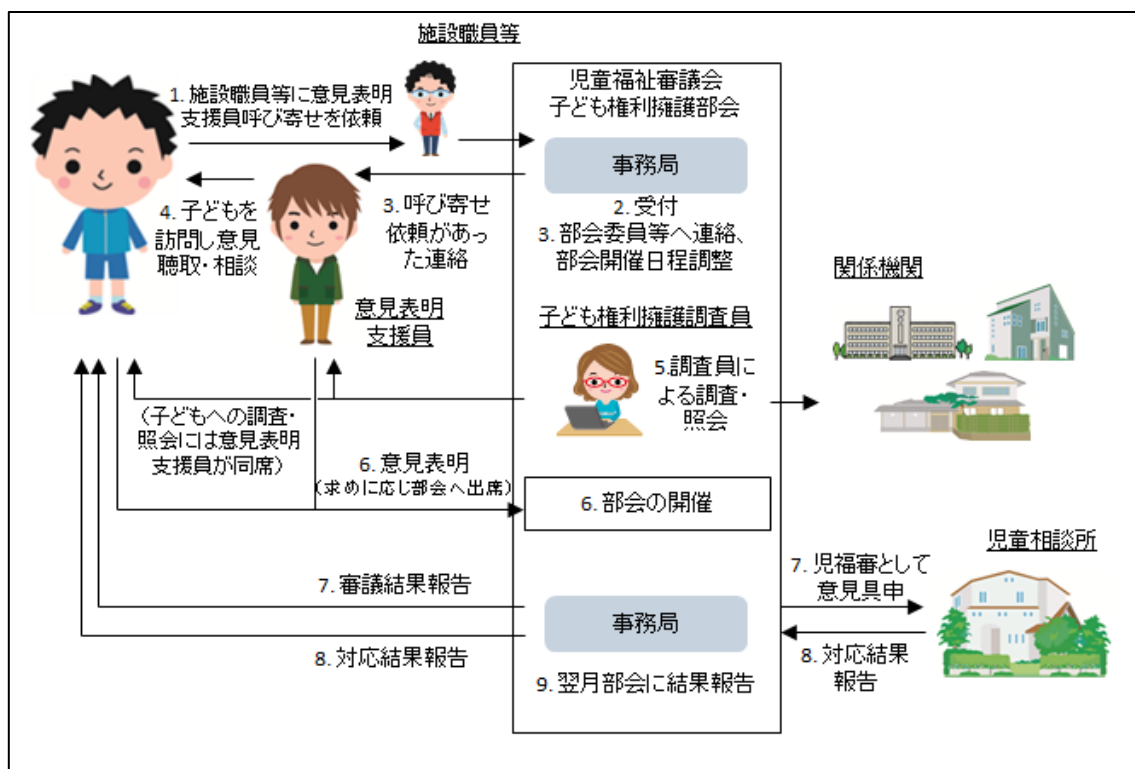 施設職員等
1. 施設職員等に意見表明
支援員呼び寄せを依頼
児童福祉審議会
子ども権利擁護部会
事務局
2. 受付
3. 部会委員等へ連絡、
部会開催日程調整
3. 呼び寄せ
依頼があっ
た連絡
4. 子どもを
訪問し意見
聴取・相談
意見表明
支援員
子ども権利擁護調査員
5.調査員に
よる調査・
照会
関係機関
(子どもへの調査・
照会には意見表明
支援員が同席)
6. 意見表明
(求めに応じ部会へ出席)
6. 部会の開催
児童相談所
7. 児福審として
意見具申
7. 審議結果報告
事務局
8. 対応結果報告
8. 対応結果
報告
9. 翌月部会に結果報告